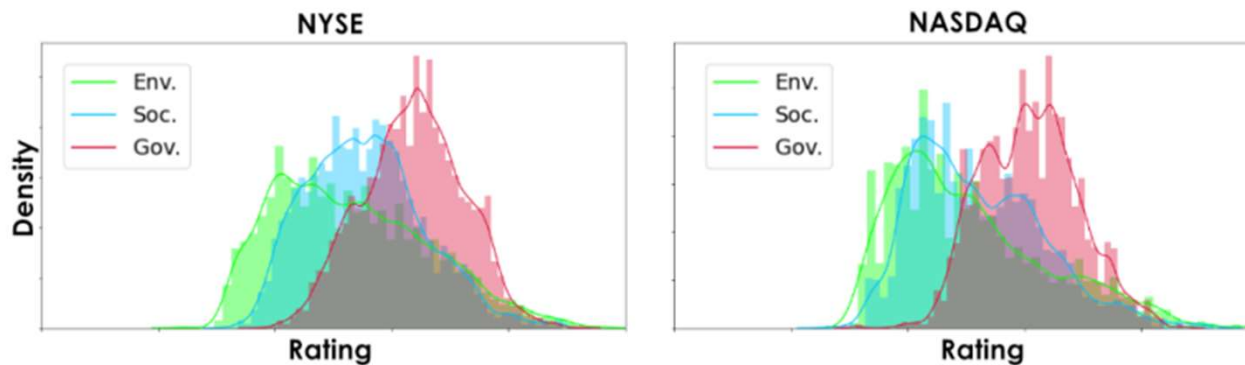 NYSE
Env.
Soc.
Gov.
Density
Rating
NASDAQ
Env.
Soc.
Gov.
Rating